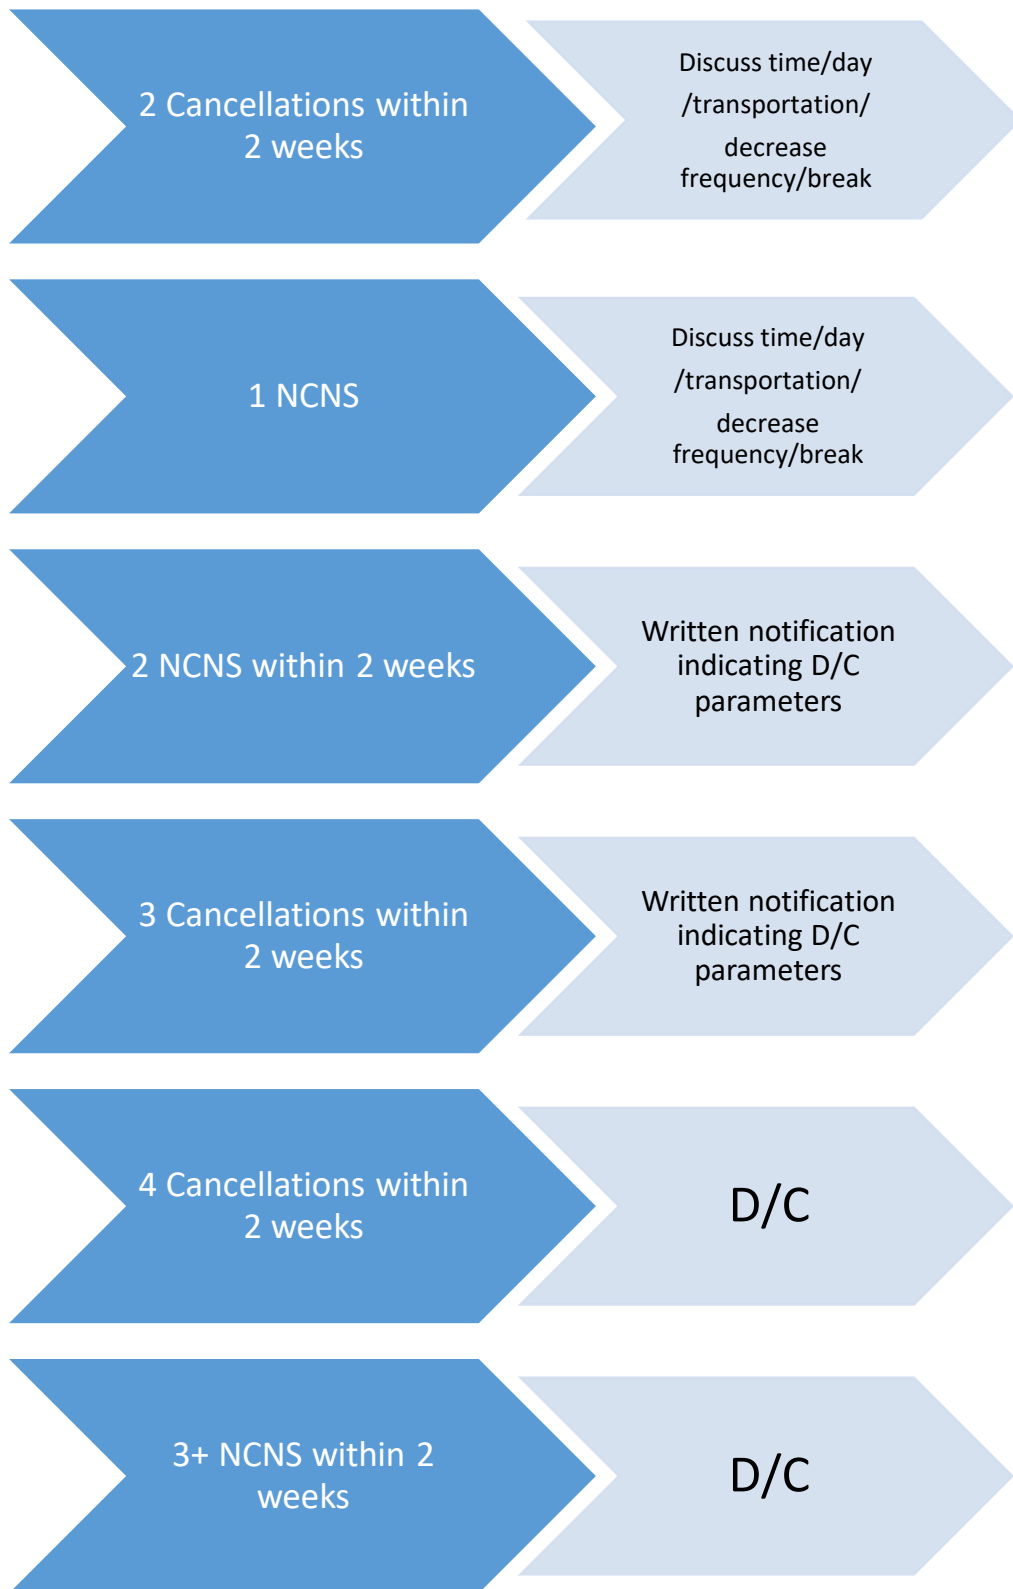 2 Cancellations within
2 weeks
Discuss time/day
/transportation/
decrease
frequency/break
1 NCNS
Discuss time/day
/transportation/
decrease
frequency/break
2 NCNS within 2 weeks
Written notification
indicating D/C
parameters
3 Cancellations within
2 weeks
Written notification
indicating D/C
parameters
4 Cancellations within
2 weeks
D/C
3+ NCNS within 2
weeks
D/C